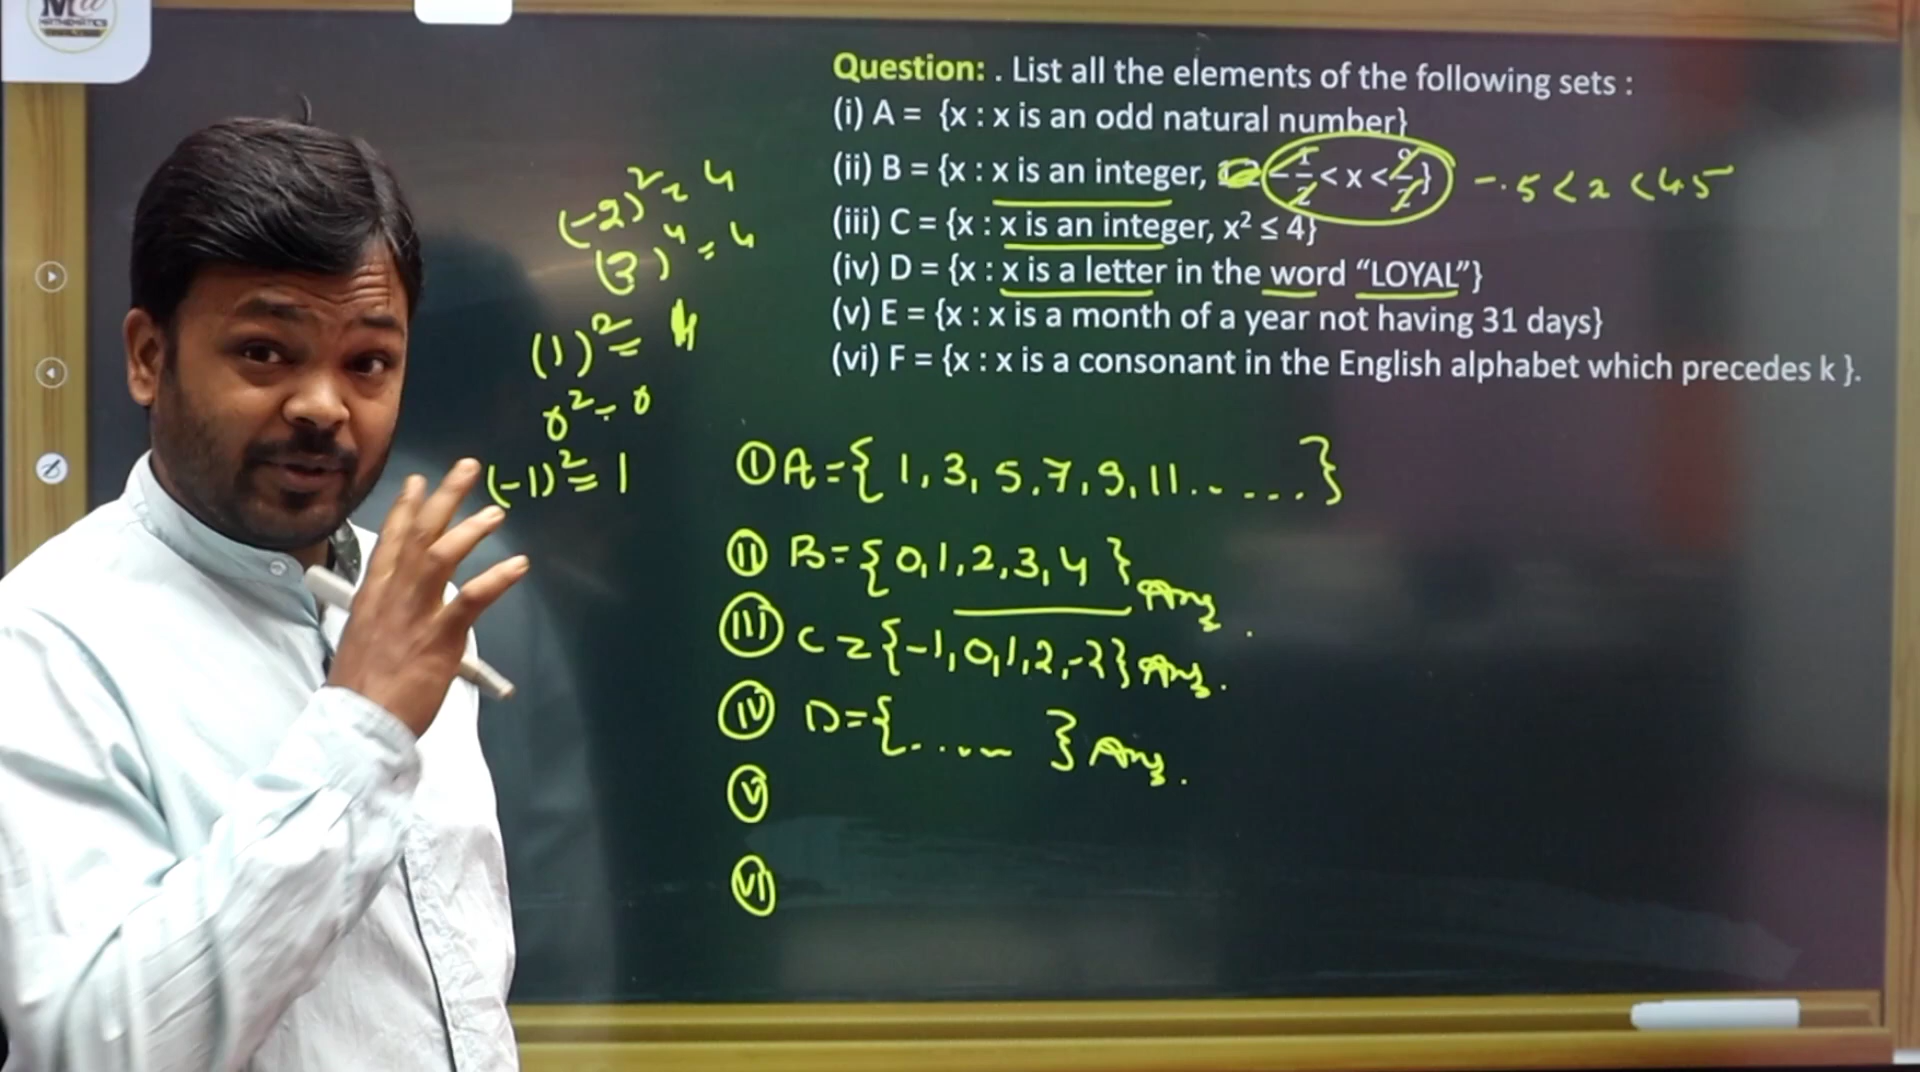 MATHEMATICS
Question: . List all the elements of the following sets :
(i) A = {x : x is an odd natural number}
(ii) B = {x : x is an integer, -1/2 < x < 9/2} -.5 < x < 4.5
(iii) C = {x : x is an integer, x² ≤ 4}
(iv) D = {x : x is a letter in the word “LOYAL”}
(v) E = {x : x is a month of a year not having 31 days}
(vi) F = {x : x is a consonant in the English alphabet which precedes k }.
(-2)² = 4
(3)⁴ = 4
(1)² =
0² = 0
(-1)² = 1
(i) A = { 1, 3, 5, 7, 9, 11 . . . . . . }
(ii) B = { 0, 1, 2, 3, 4 } Ans.
(iii) C = {-1, 0, 1, 2, -2} Ans.
(iv) D = { ..... } Ans.
(v)
(vi)